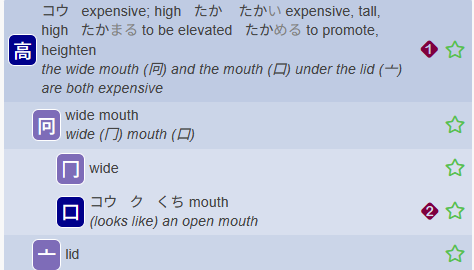 コウ expensive; high たか たかい expensive, tall,
high たかまる to be elevated たかめる to promote,
高
heighten
1
the wide mouth (冋) and the mouth (口) under the lid (亠)
are both expensive
冋
wide mouth
wide (冂) mouth (口)
冂
wide
口
コウ ク くち mouth
(looks like) an open mouth
2
亠
lid